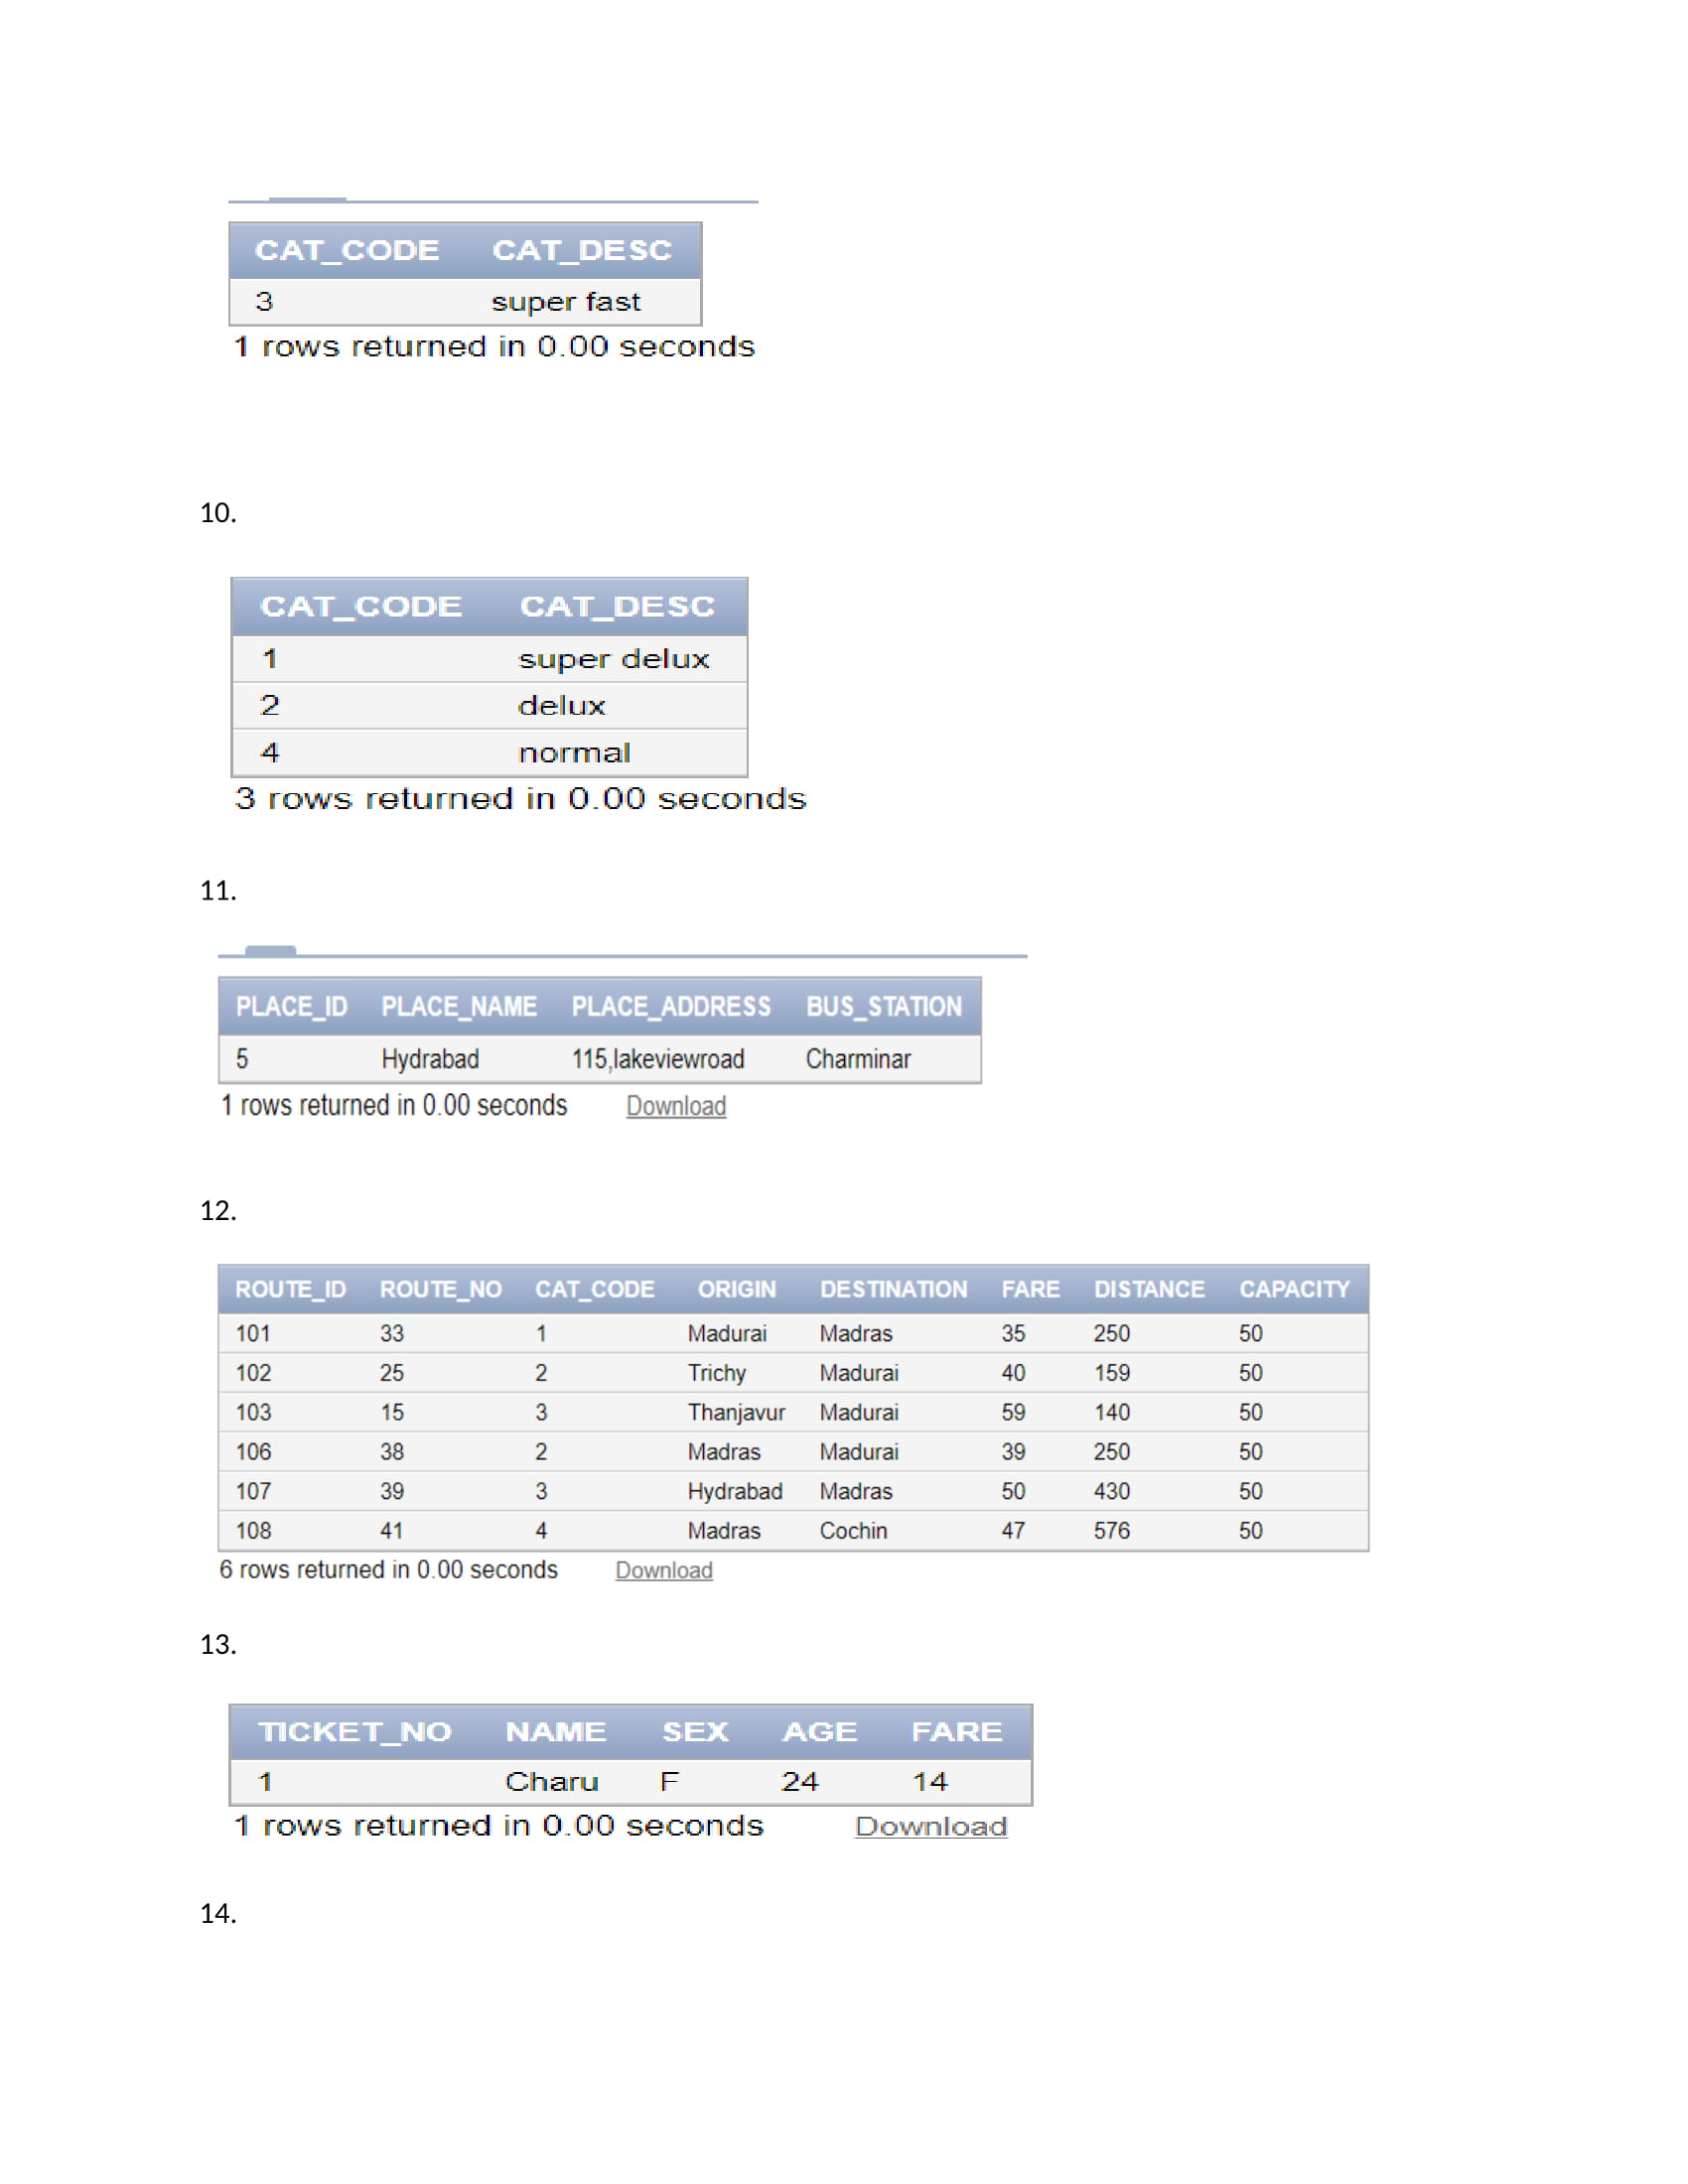 CAT_CODE CAT_DESC
3 super fast
1 rows returned in 0.00 seconds
10.
CAT_CODE CAT_DESC
1 super delux
2 delux
4 normal
3 rows returned in 0.00 seconds
11.
PLACE_ID PLACE_NAME PLACE_ADDRESS BUS_STATION
5 Hydrabad 115,lakeviewroad Charminar
1 rows returned in 0.00 seconds Download
12.
ROUTE_ID ROUTE_NO CAT_CODE ORIGIN DESTINATION FARE DISTANCE CAPACITY
101 33 1 Madurai Madras 35 250 50
102 25 2 Trichy Madurai 40 159 50
103 15 3 Thanjavur Madurai 59 140 50
106 38 2 Madras Madurai 39 250 50
107 39 3 Hydrabad Madras 50 430 50
108 41 4 Madras Cochin 47 576 50
6 rows returned in 0.00 seconds Download
13.
TICKET_NO NAME SEX AGE FARE
1 Charu F 24 14
1 rows returned in 0.00 seconds Download
14.